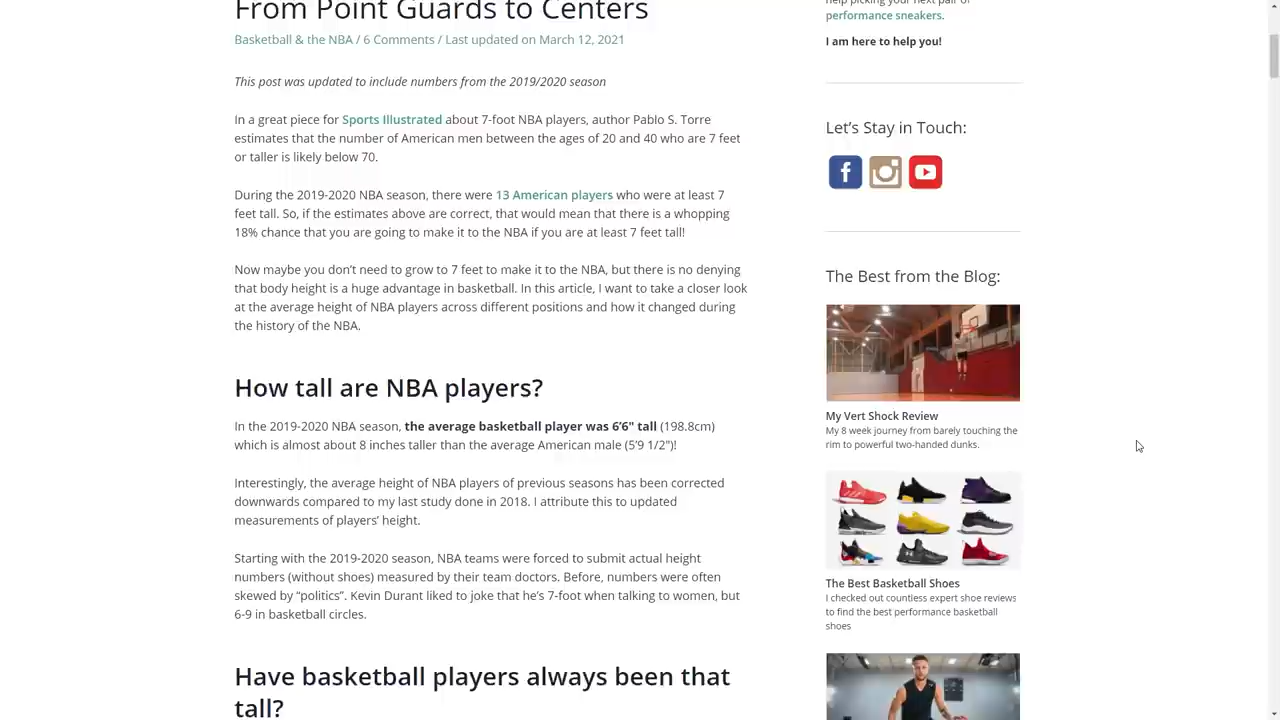 From Point Guards to Centers
Basketball & the NBA / 6 Comments / Last updated on March 12, 2021
This post was updated to include numbers from the 2019/2020 season
In a great piece for Sports Illustrated about 7-foot NBA players, author Pablo S. Torre
estimates that the number of American men between the ages of 20 and 40 who are 7 feet
or taller is likely below 70.
During the 2019-2020 NBA season, there were 13 American players who were at least 7
feet tall. So, if the estimates above are correct, that would mean that there is a whopping
18% chance that you are going to make it to the NBA if you are at least 7 feet tall!
Now maybe you don’t need to grow to 7 feet to make it to the NBA, but there is no denying
that body height is a huge advantage in basketball. In this article, I want to take a closer look
at the average height of NBA players across different positions and how it changed during
the history of the NBA.
How tall are NBA players?
In the 2019-2020 NBA season, the average basketball player was 6’6" tall (198.8cm)
which is almost about 8 inches taller than the average American male (5’9 1/2")!
Interestingly, the average height of NBA players of previous seasons has been corrected
downwards compared to my last study done in 2018. I attribute this to updated
measurements of players’ height.
Starting with the 2019-2020 season, NBA teams were forced to submit actual height
numbers (without shoes) measured by their team doctors. Before, numbers were often
skewed by “politics”. Kevin Durant liked to joke that he’s 7-foot when talking to women, but
6-9 in basketball circles.
Have basketball players always been that
tall?
help picking your next pair of
performance sneakers.
I am here to help you!
Let’s Stay in Touch:
The Best from the Blog:
My Vert Shock Review
My 8 week journey from barely touching the
rim to powerful two-handed dunks.
The Best Basketball Shoes
I checked out countless expert shoe reviews
to find the best performance basketball
shoes